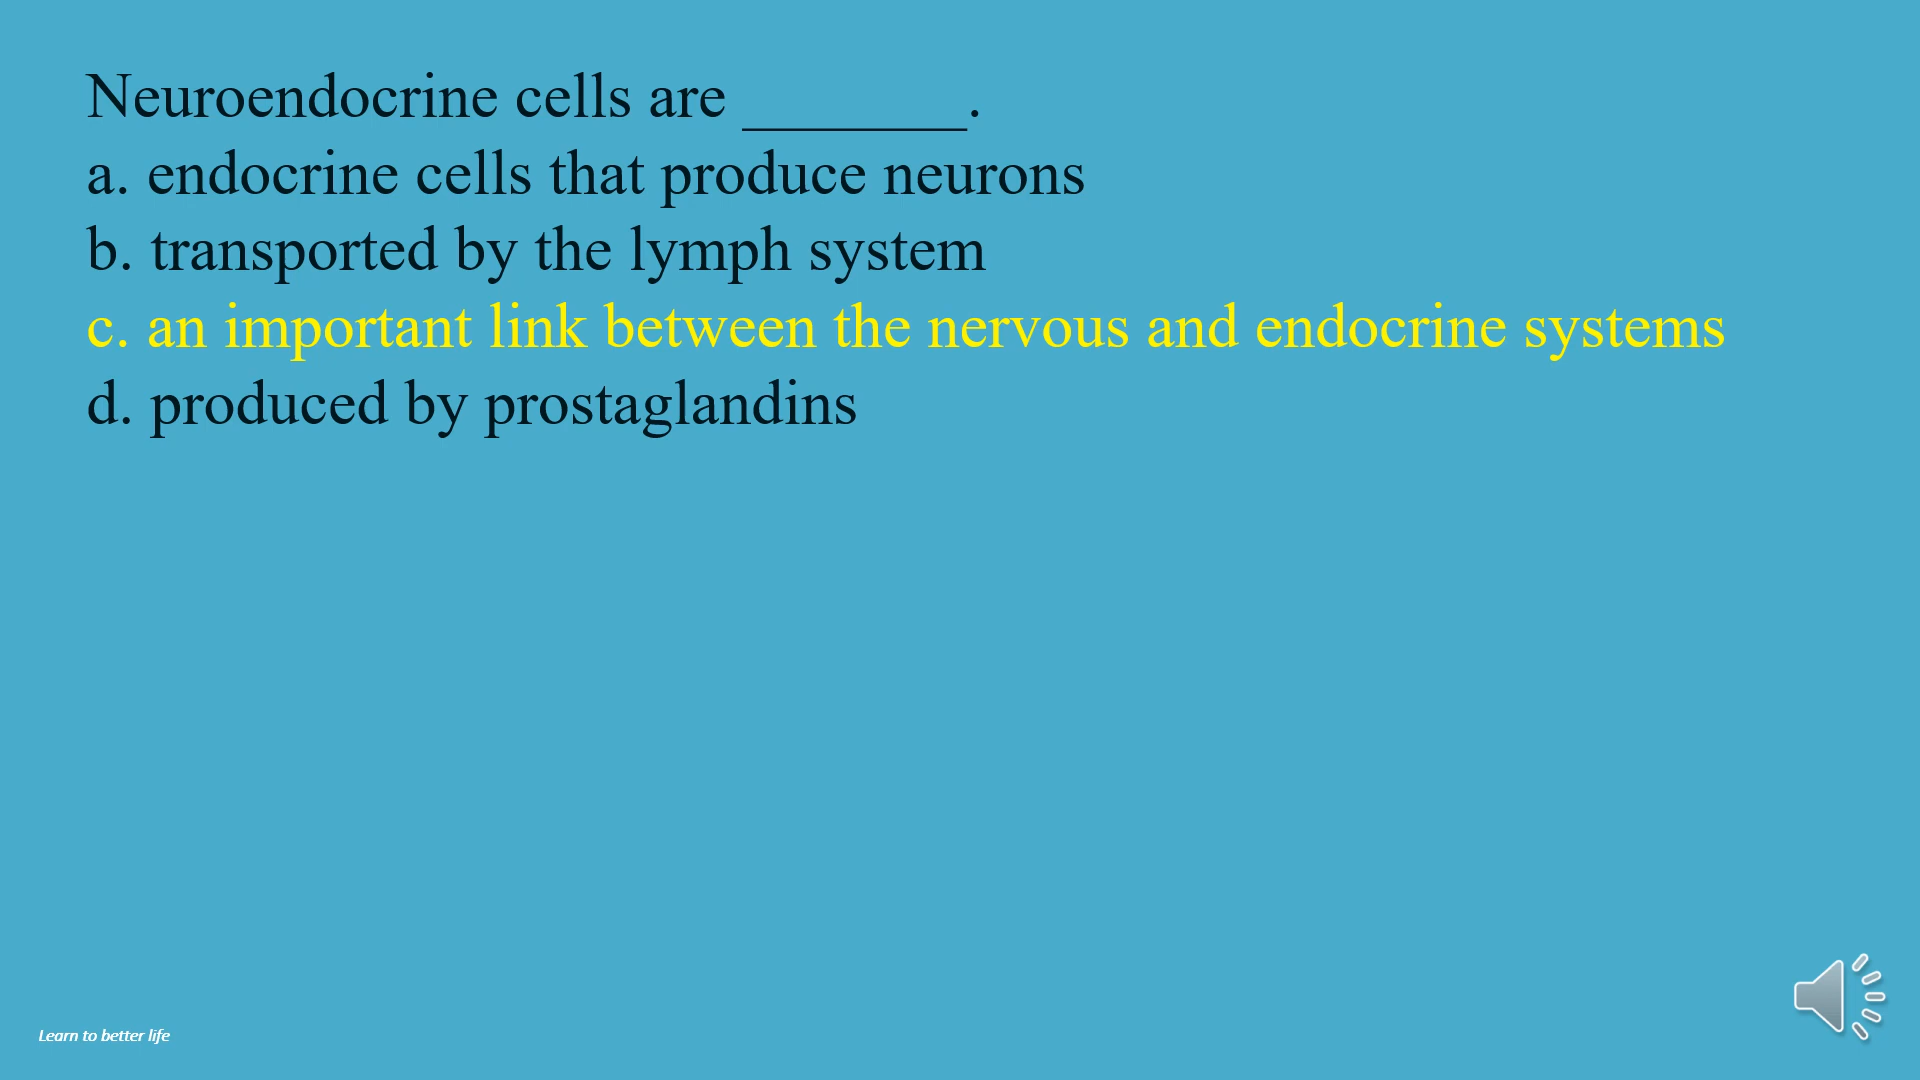 Neuroendocrine cells are _______.
a. endocrine cells that produce neurons
b. transported by the lymph system
c. an important link between the nervous and endocrine systems
d. produced by prostaglandins
Learn to better life